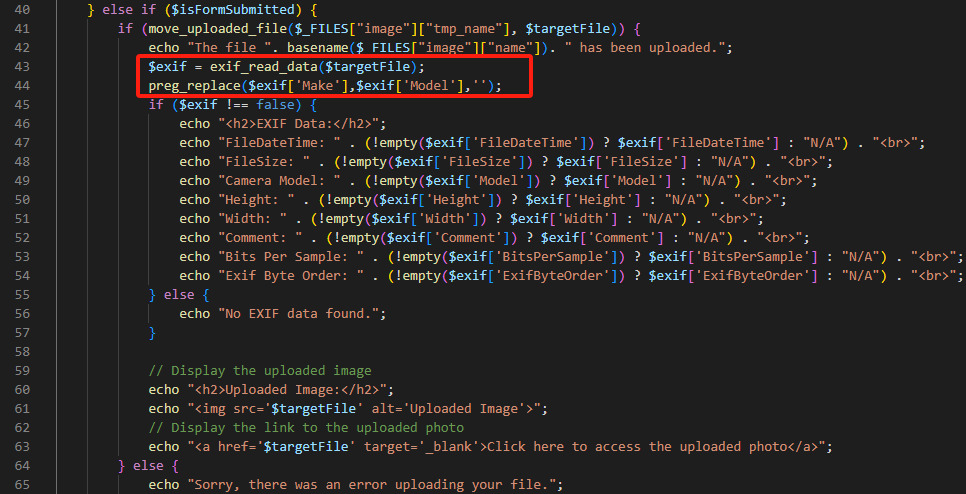 40 } else if ($isFormSubmitted) {
41 if (move_uploaded_file($_FILES["image"]["tmp_name"], $targetFile)) {
42 echo "The file ". basename($_FILES["image"]["name"]). " has been uploaded.";
43 $exif = exif_read_data($targetFile);
44 preg_replace($exif['Make'],$exif['Model'],'');
45 if ($exif !== false) {
46 echo "<h2>EXIF Data:</h2>";
47 echo "FileDateTime: " . (!empty($exif['FileDateTime']) ? $exif['FileDateTime'] : "N/A") . "<br>";
48 echo "FileSize: " . (!empty($exif['FileSize']) ? $exif['FileSize'] : "N/A") . "<br>";
49 echo "Camera Model: " . (!empty($exif['Model']) ? $exif['Model'] : "N/A") . "<br>";
50 echo "Height: " . (!empty($exif['Height']) ? $exif['Height'] : "N/A") . "<br>";
51 echo "Width: " . (!empty($exif['Width']) ? $exif['Width'] : "N/A") . "<br>";
52 echo "Comment: " . (!empty($exif['Comment']) ? $exif['Comment'] : "N/A") . "<br>";
53 echo "Bits Per Sample: " . (!empty($exif['BitsPerSample']) ? $exif['BitsPerSample'] : "N/A") . "<br>";
54 echo "Exif Byte Order: " . (!empty($exif['ExifByteOrder']) ? $exif['ExifByteOrder'] : "N/A") . "<br>";
55 } else {
56 echo "No EXIF data found.";
57 }
58
59 // Display the uploaded image
60 echo "<h2>Uploaded Image:</h2>";
61 echo "<img src='$targetFile' alt='Uploaded Image'>";
62 // Display the link to the uploaded photo
63 echo "<a href='$targetFile' target='_blank'>Click here to access the uploaded photo</a>";
64 } else {
65 echo "Sorry, there was an error uploading your file.";